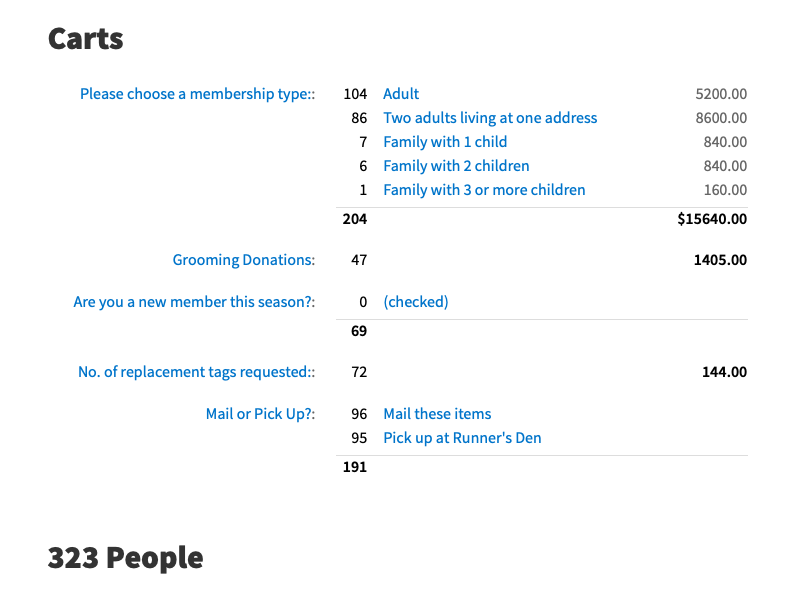 Carts
Please choose a membership type:: 104 Adult 5200.00
86 Two adults living at one address 8600.00
7 Family with 1 child 840.00
6 Family with 2 children 840.00
1 Family with 3 or more children 160.00
204 $15640.00
Grooming Donations: 47 1405.00
Are you a new member this season?: 0 (checked)
69
No. of replacement tags requested:: 72 144.00
Mail or Pick Up?: 96 Mail these items
95 Pick up at Runner's Den
191
323 People